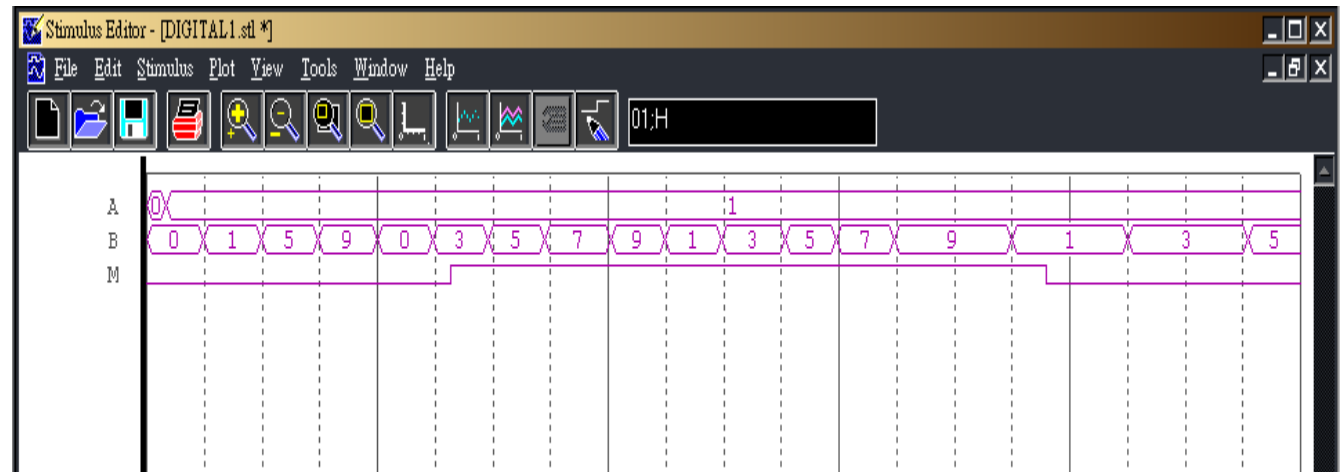 Stimulus Editor - [DIGITAL1.stl *]
File Edit Stimulus Plot View Tools Window Help
01;H
A 0 1
B 0 1 5 9 0 3 5 7 9 1 3 5 7 9 1 3 5
M